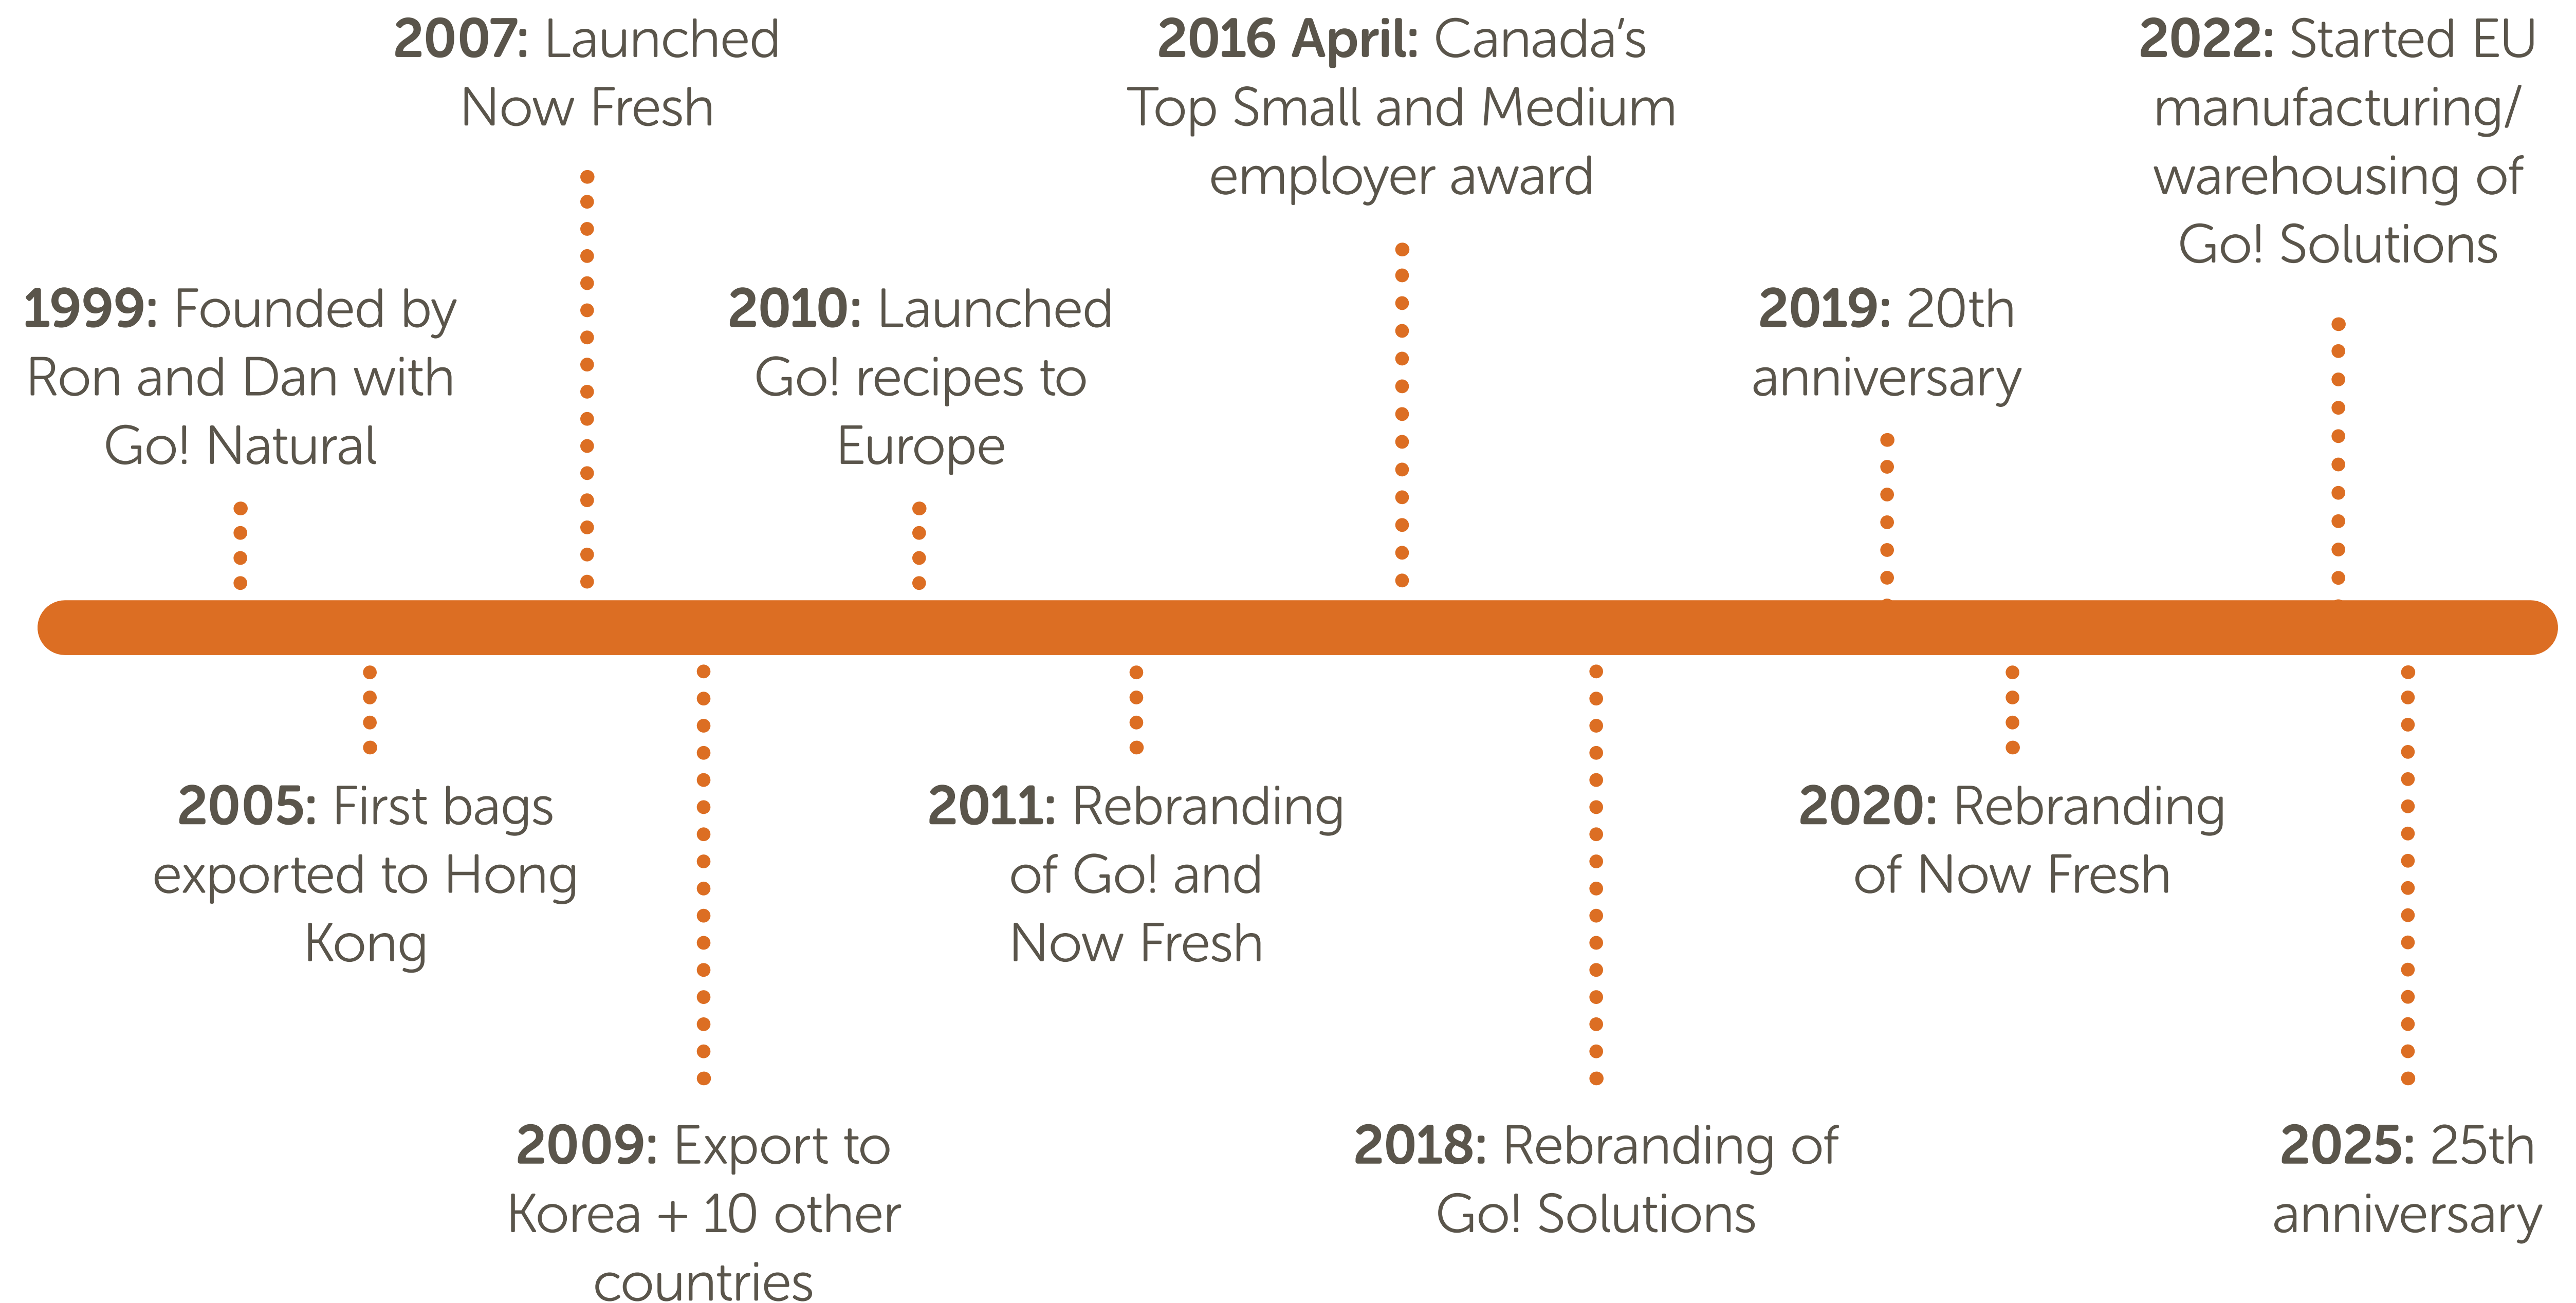 1999: Founded by
Ron and Dan with
Go! Natural
2005: First bags
exported to Hong
Kong
2007: Launched
Now Fresh
2009: Export to
Korea + 10 other
countries
2010: Launched
Go! recipes to
Europe
2011: Rebranding
of Go! and
Now Fresh
2016 April: Canada’s
Top Small and Medium
employer award
2018: Rebranding of
Go! Solutions
2019: 20th
anniversary
2020: Rebranding
of Now Fresh
2022: Started EU
manufacturing/
warehousing of
Go! Solutions
2025: 25th
anniversary